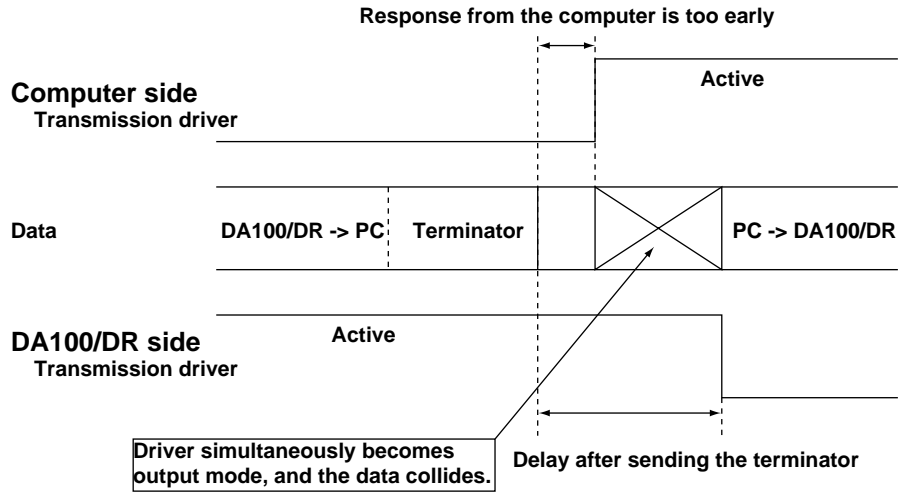 Response from the computer is too early
Computer side
Transmission driver
Active
Data
DA100/DR -> PC
Terminator
PC -> DA100/DR
DA100/DR side
Transmission driver
Active
Driver simultaneously becomes
output mode, and the data collides.
Delay after sending the terminator